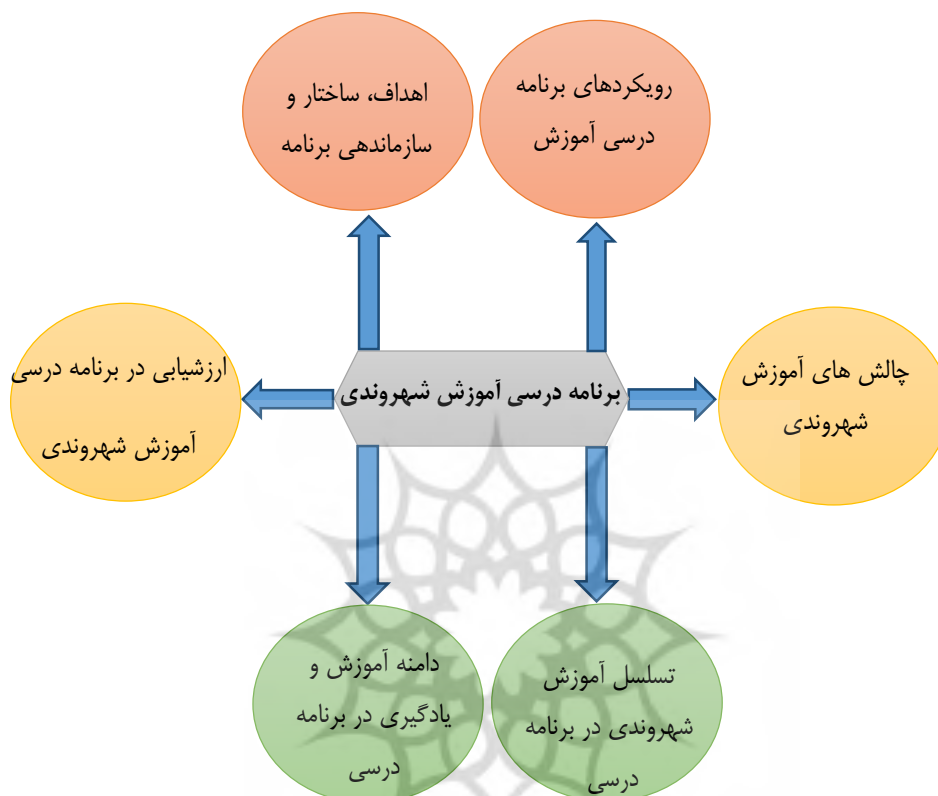 رویکردهای برنامه
درسی آموزش
اهداف، ساختار و
سازماندهی برنامه
چالش های آموزش
شهروندی
برنامه درسی آموزش شهروندی
ارزشیابی در برنامه درسی
آموزش شهروندی
تسلسل آموزش
شهروندی در برنامه
درسی
دامنه آموزش و
یادگیری در برنامه
درسی